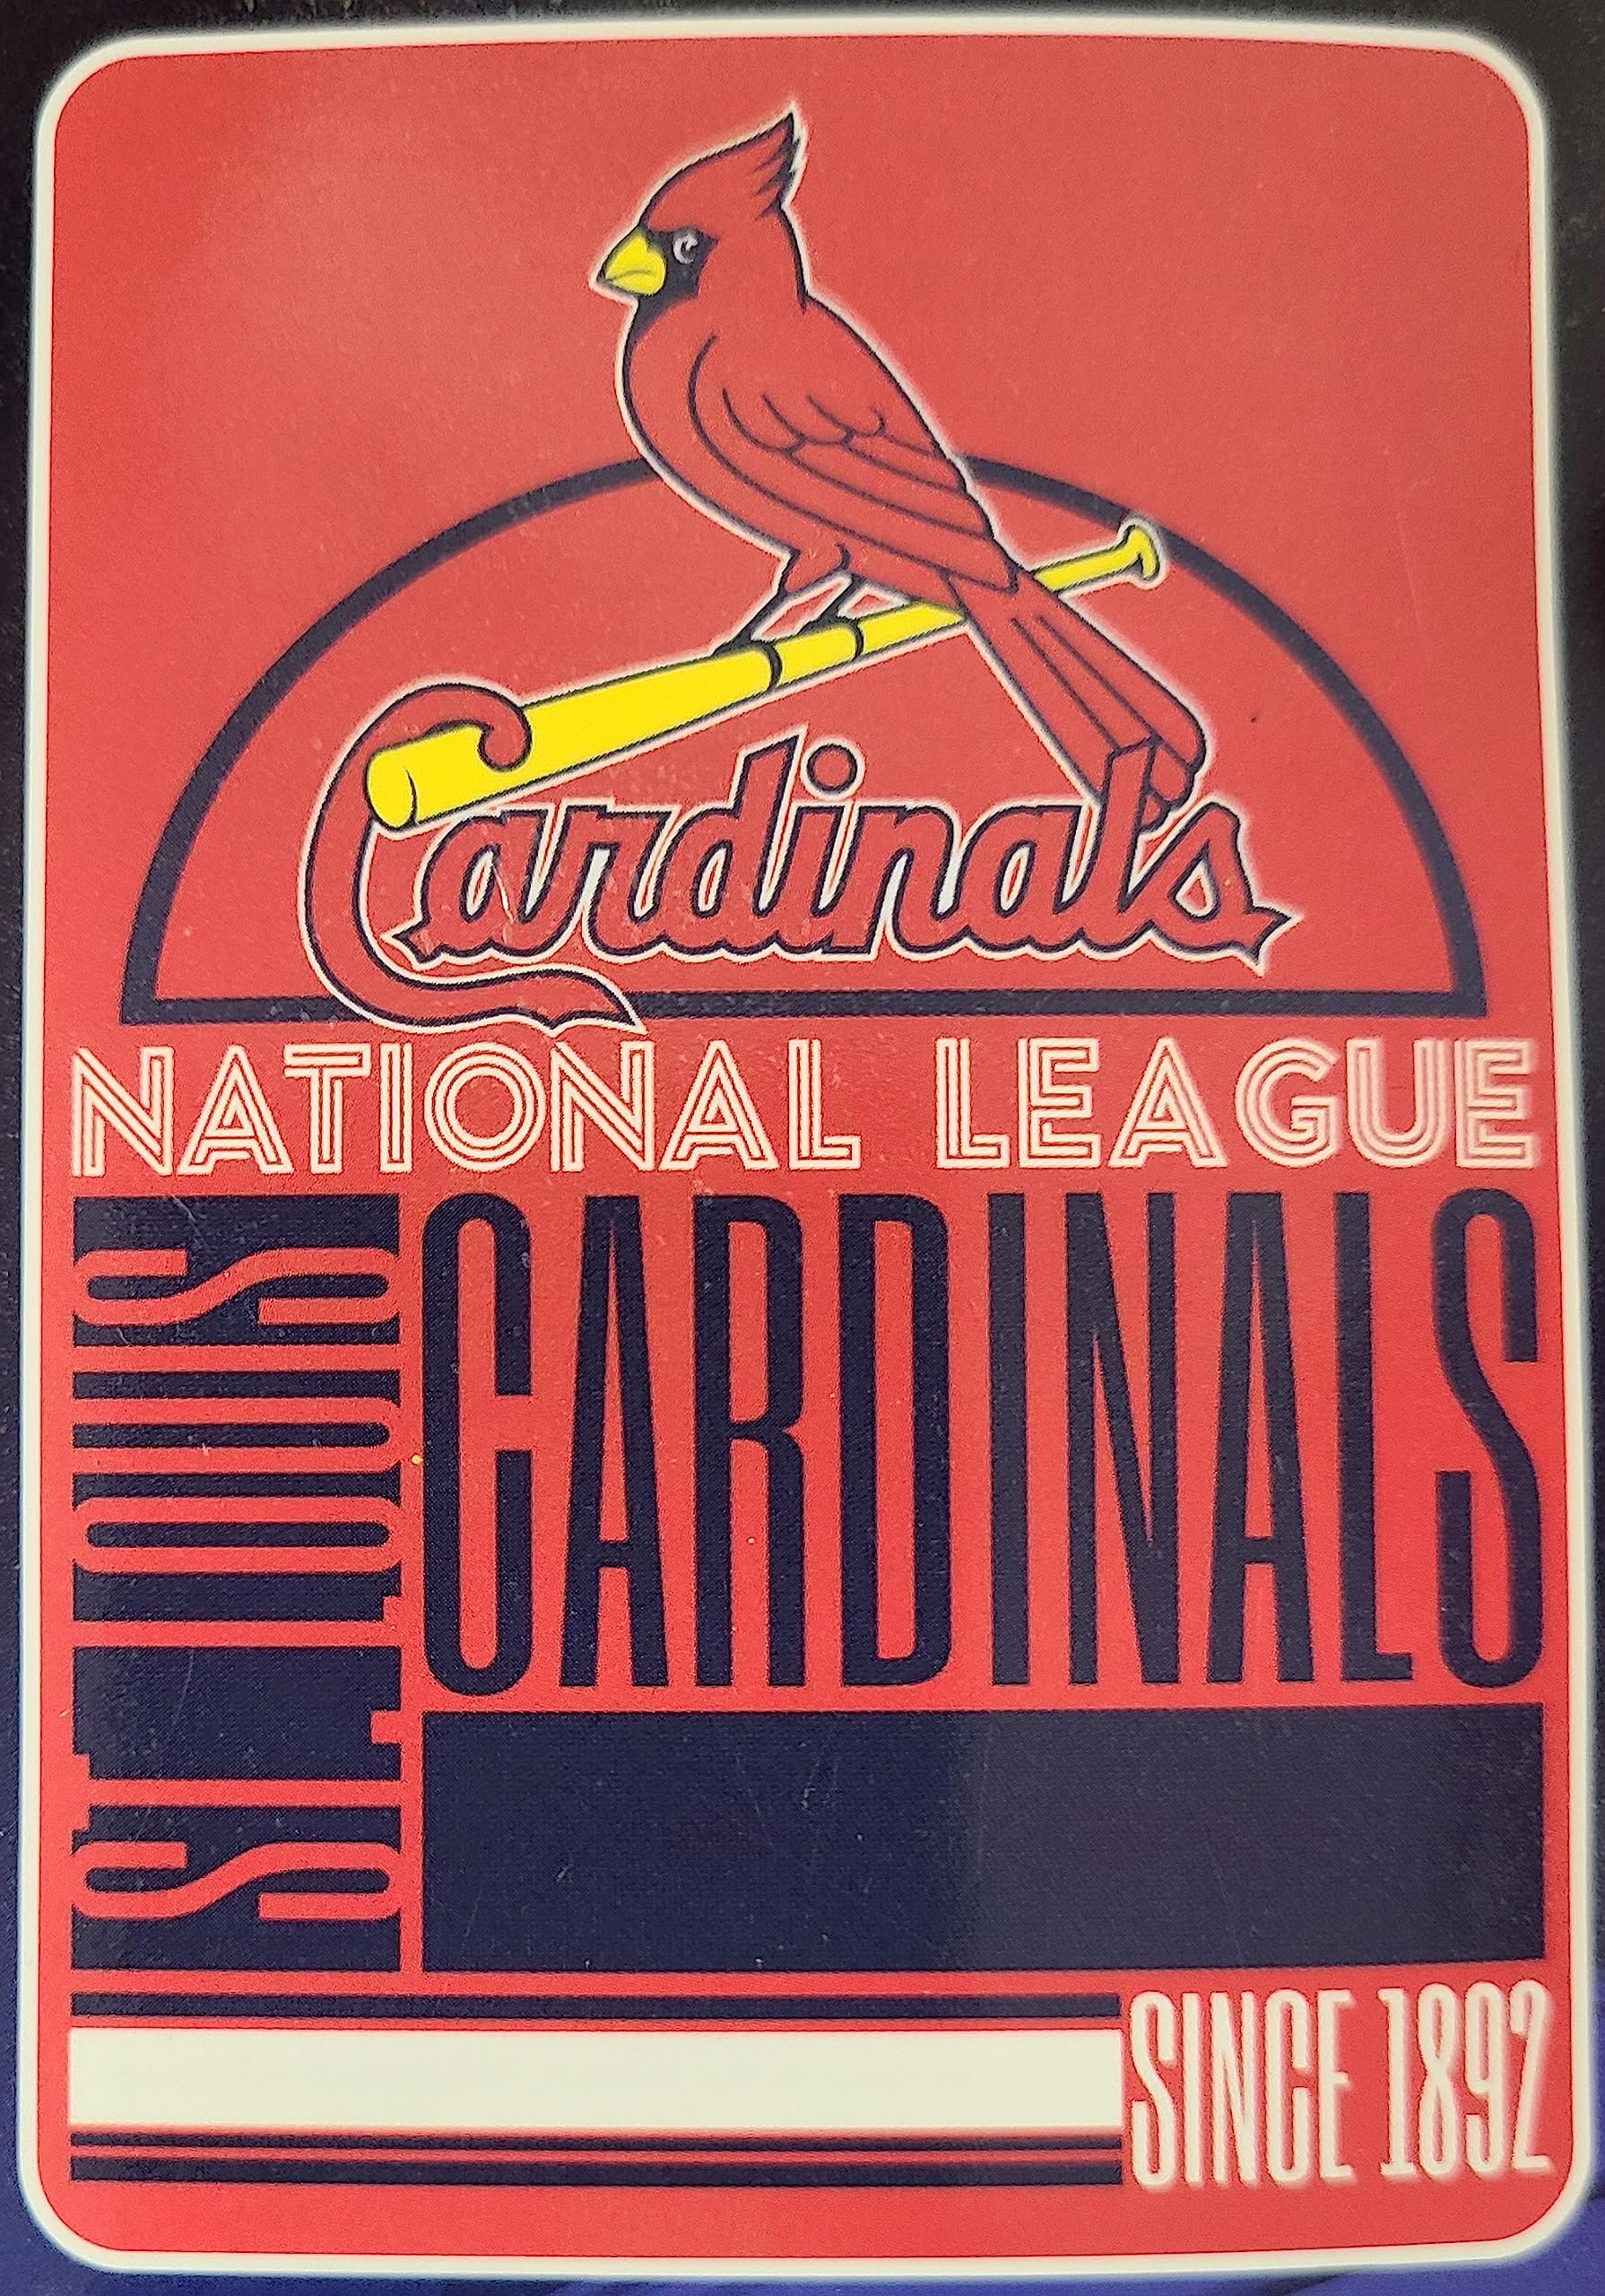 Cardinals
NATIONAL LEAGUE
ST. LOUIS
CARDINALS
SINCE 1892